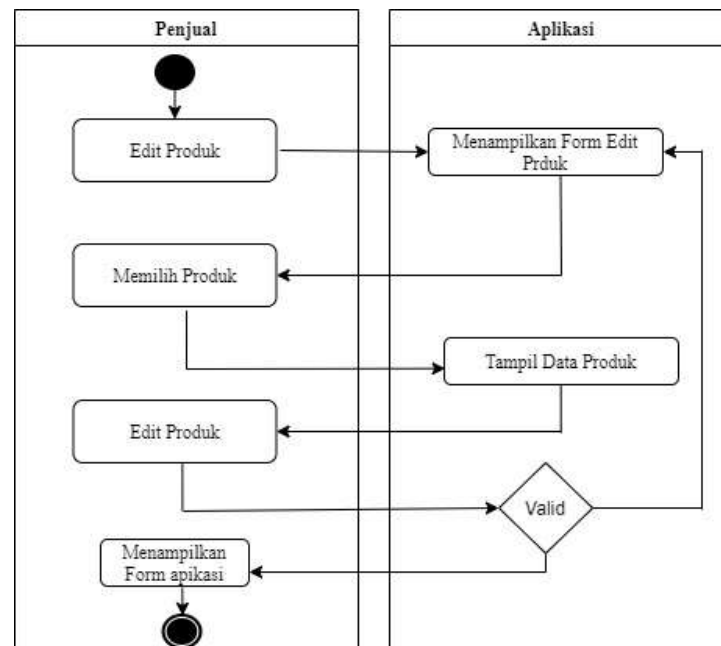 Penjual
Aplikasi
Edit Produk
Menampilkan Form Edit
Prduk
Memilih Produk
Tampil Data Produk
Edit Produk
Valid
Menampilkan
Form apikasi